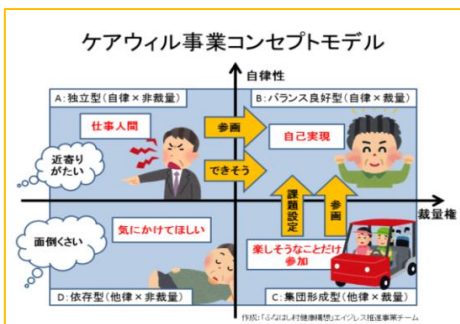 ケアウィル事業コンセプトモデル
自律性
A:独立型(自律×非裁量)
B:バランス良好型(自律×裁量)
仕事人間
参画
自己実現
近寄り
がたい
できそう
裁量権
気にかけてほしい
課題設定
参画
面倒くさい
楽しそうなことだけ
参加
D:依存型(他律×非裁量)
C:集団形成型(他律×裁量)
作成:「ふなはし村健康構想」エイジレス推進事業チーム